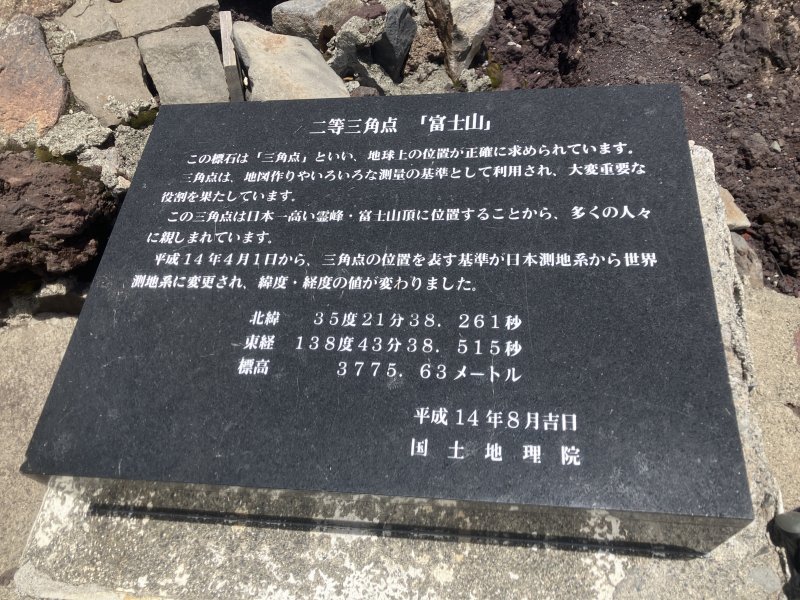 二等三角点 「富士山」
この標石は「三角点」といい、地球上の位置が正確に求められています。
三角点は、地図作りやいろいろな測量の基準として利用され、大変重要な
役割を果たしています。
この三角点は日本一高い霊峰・富士山頂に位置することから、多くの人々
に親しまれています。
平成14年4月1日から、三角点の位置を表す基準が日本測地系から世界
測地系に変更され、緯度・経度の値が変わりました。
北緯 35度21分38.261秒
東経 138度43分38.515秒
標高 3775.63メートル
平成14年8月吉日
国土地理院